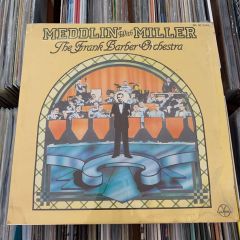 MEDDLIN' With MILLER
The Frank Barber Orchestra